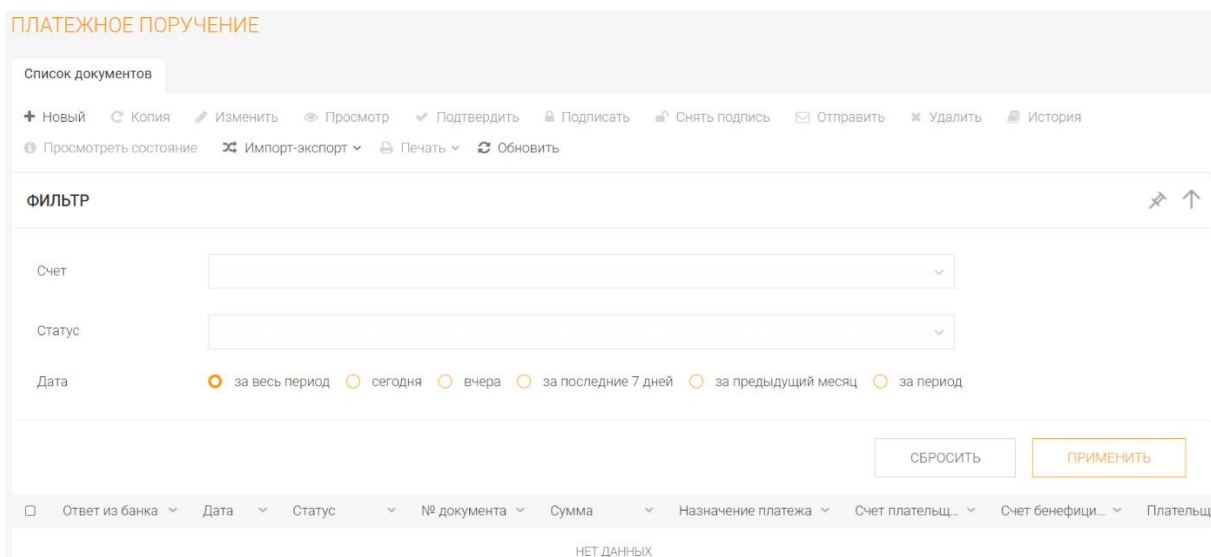 ПЛАТЕЖНОЕ ПОРУЧЕНИЕ
Список документов
Новый Копия Изменить Просмотр Подтвердить Подписать Снять подпись Отправить Удалить История
Просмотреть состояние Импорт-экспорт Печать Обновить
ФИЛЬТР
Счет
Статус
Дата за весь период сегодня вчера за последние 7 дней за предыдущий месяц за период
СБРОСИТЬ ПРИМЕНИТЬ
Ответ из банка Дата Статус № документа Сумма Назначение платежа Счет плательщ... Счет бенефици... Плательщ
НЕТ ДАННЫХ